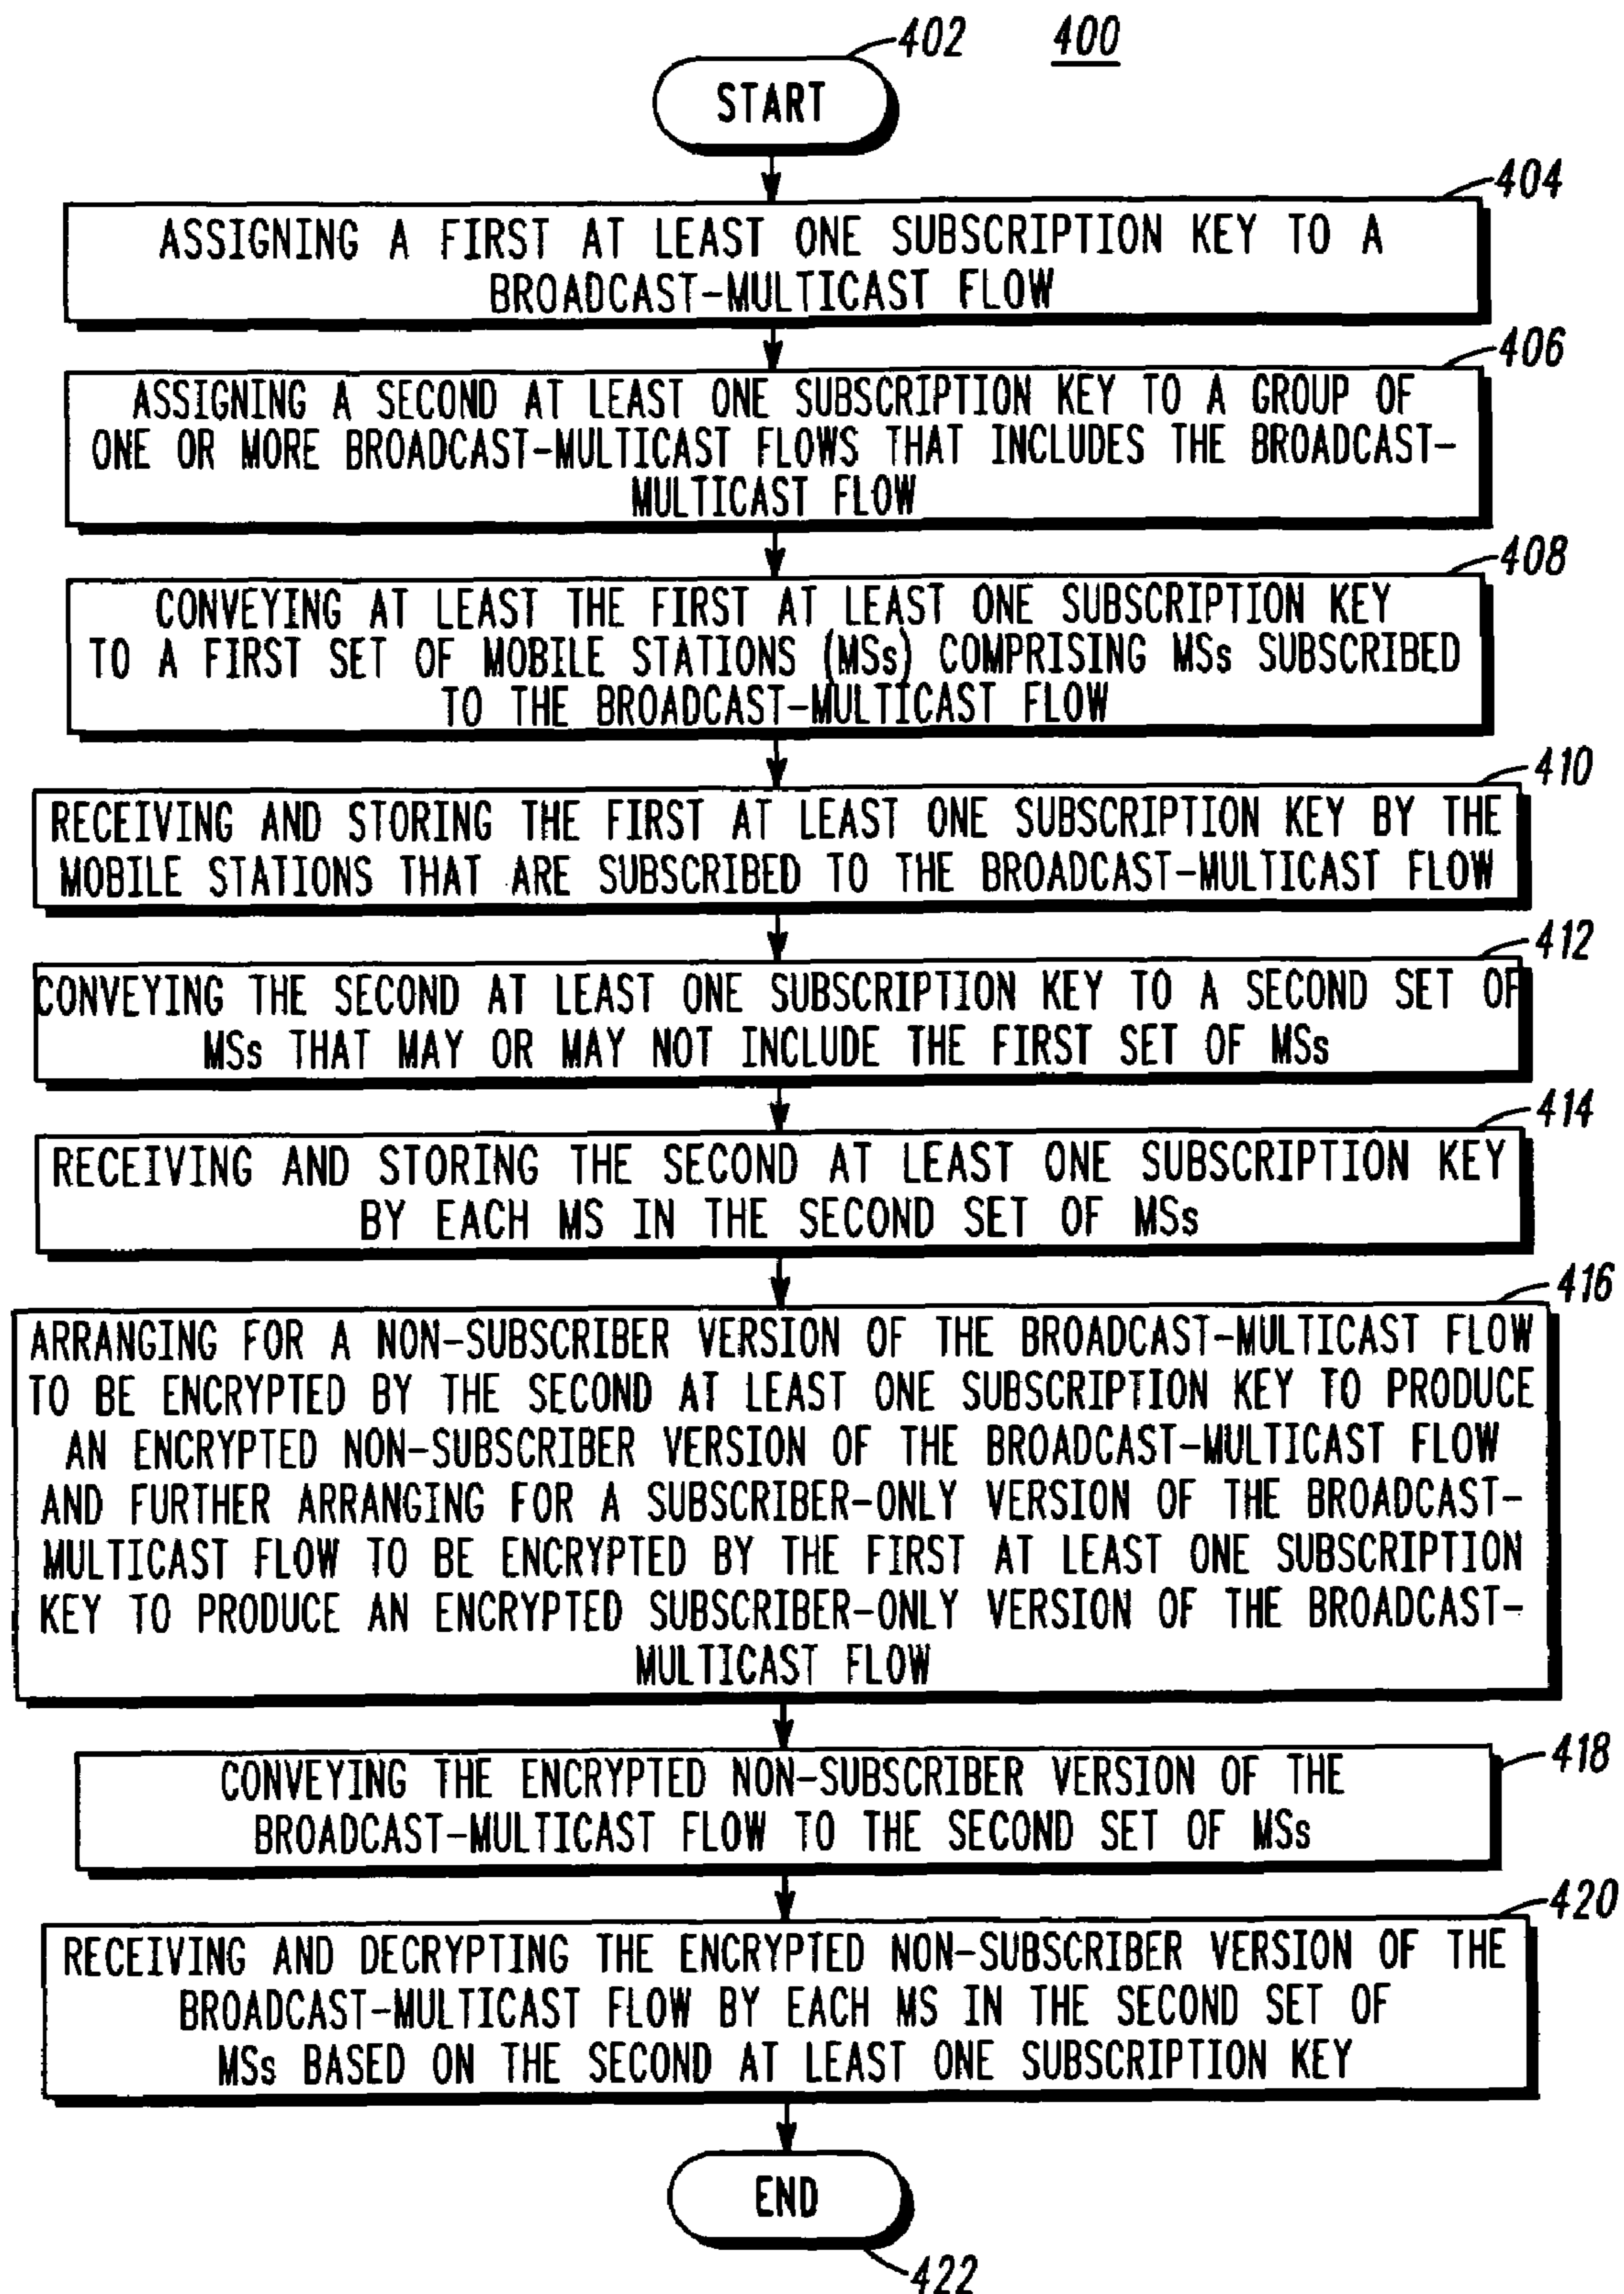 402
400
START
404
ASSIGNING A FIRST AT LEAST ONE SUBSCRIPTION KEY TO A
BROADCAST-MULTICAST FLOW
406
ASSIGNING A SECOND AT LEAST ONE SUBSCRIPTION KEY TO A GROUP OF
ONE OR MORE BROADCAST-MULTICAST FLOWS THAT INCLUDES THE BROADCAST-
MULTICAST FLOW
408
CONVEYING AT LEAST THE FIRST AT LEAST ONE SUBSCRIPTION KEY
TO A FIRST SET OF MOBILE STATIONS (MSs) COMPRISING MSs SUBSCRIBED
TO THE BROADCAST-MULTICAST FLOW
410
RECEIVING AND STORING THE FIRST AT LEAST ONE SUBSCRIPTION KEY BY THE
MOBILE STATIONS THAT ARE SUBSCRIBED TO THE BROADCAST-MULTICAST FLOW
412
CONVEYING THE SECOND AT LEAST ONE SUBSCRIPTION KEY TO A SECOND SET OF
MSs THAT MAY OR MAY NOT INCLUDE THE FIRST SET OF MSs
414
RECEIVING AND STORING THE SECOND AT LEAST ONE SUBSCRIPTION KEY
BY EACH MS IN THE SECOND SET OF MSs
416
ARRANGING FOR A NON-SUBSCRIBER VERSION OF THE BROADCAST-MULTICAST FLOW
TO BE ENCRYPTED BY THE SECOND AT LEAST ONE SUBSCRIPTION KEY TO PRODUCE
AN ENCRYPTED NON-SUBSCRIBER VERSION OF THE BROADCAST-MULTICAST FLOW
AND FURTHER ARRANGING FOR A SUBSCRIBER-ONLY VERSION OF THE BROADCAST-
MULTICAST FLOW TO BE ENCRYPTED BY THE FIRST AT LEAST ONE SUBSCRIPTION
KEY TO PRODUCE AN ENCRYPTED SUBSCRIBER-ONLY VERSION OF THE BROADCAST-
MULTICAST FLOW
418
CONVEYING THE ENCRYPTED NON-SUBSCRIBER VERSION OF THE
BROADCAST-MULTICAST FLOW TO THE SECOND SET OF MSs
420
RECEIVING AND DECRYPTING THE ENCRYPTED NON-SUBSCRIBER VERSION OF THE
BROADCAST-MULTICAST FLOW BY EACH MS IN THE SECOND SET OF
MSs BASED ON THE SECOND AT LEAST ONE SUBSCRIPTION KEY
END
422